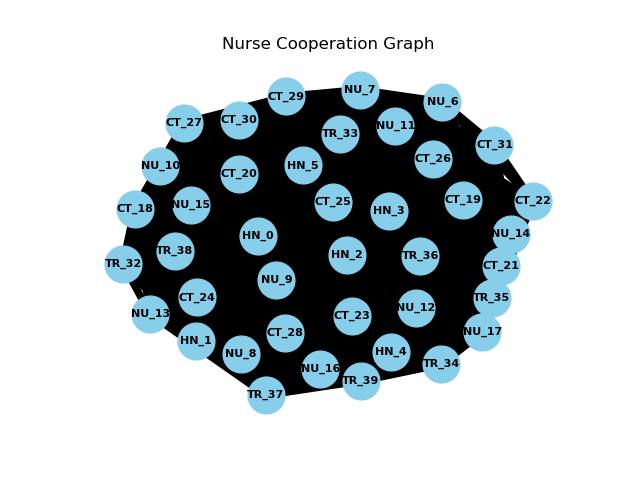 Nurse Cooperation Graph
NU_7
CT_29
NU_6
CT_30
CT_27
NU_11
TR_33
CT_31
CT_26
HN_5
NU_10
CT_20
CT_19
CT_22
CT_25
NU_15
CT_18
HN_3
NU_14
HN_0
TR_38
HN_2
TR_36
TR_32
CT_21
NU_9
CT_24
TR_35
NU_12
NU_13
CT_23
NU_17
CT_28
HN_1
HN_4
NU_8
TR_34
NU_16
TR_39
TR_37